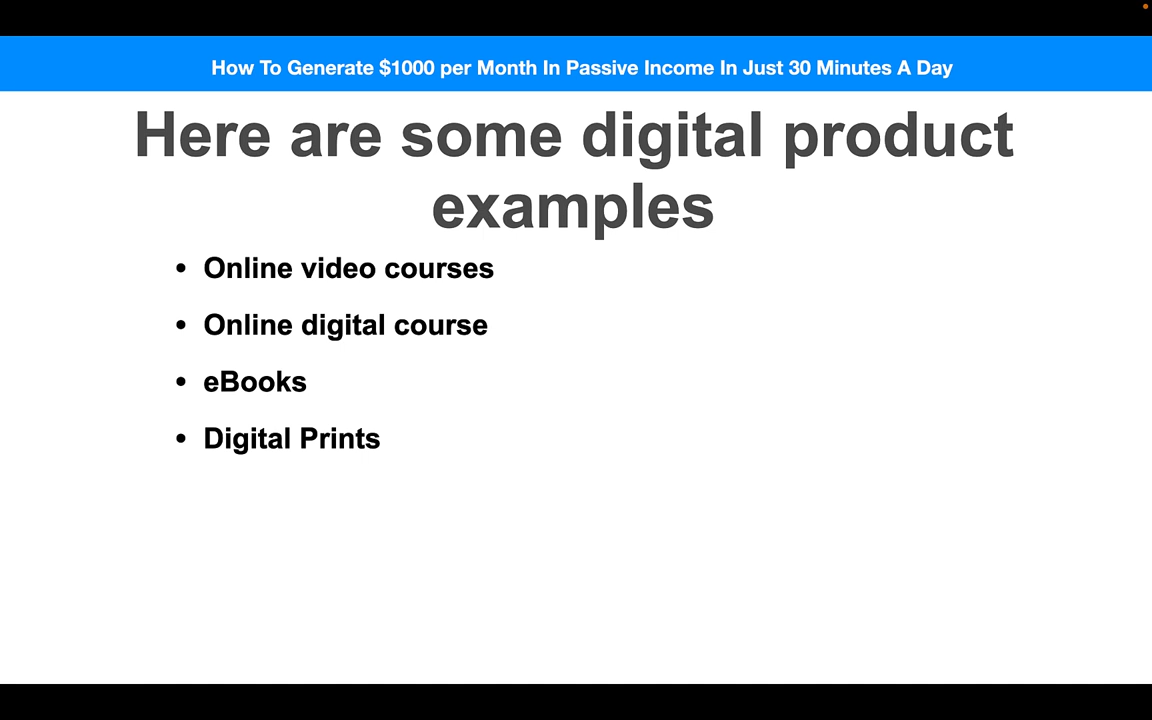 How To Generate $1000 per Month In Passive Income In Just 30 Minutes A Day
Here are some digital product
examples
• Online video courses
• Online digital course
• eBooks
• Digital Prints